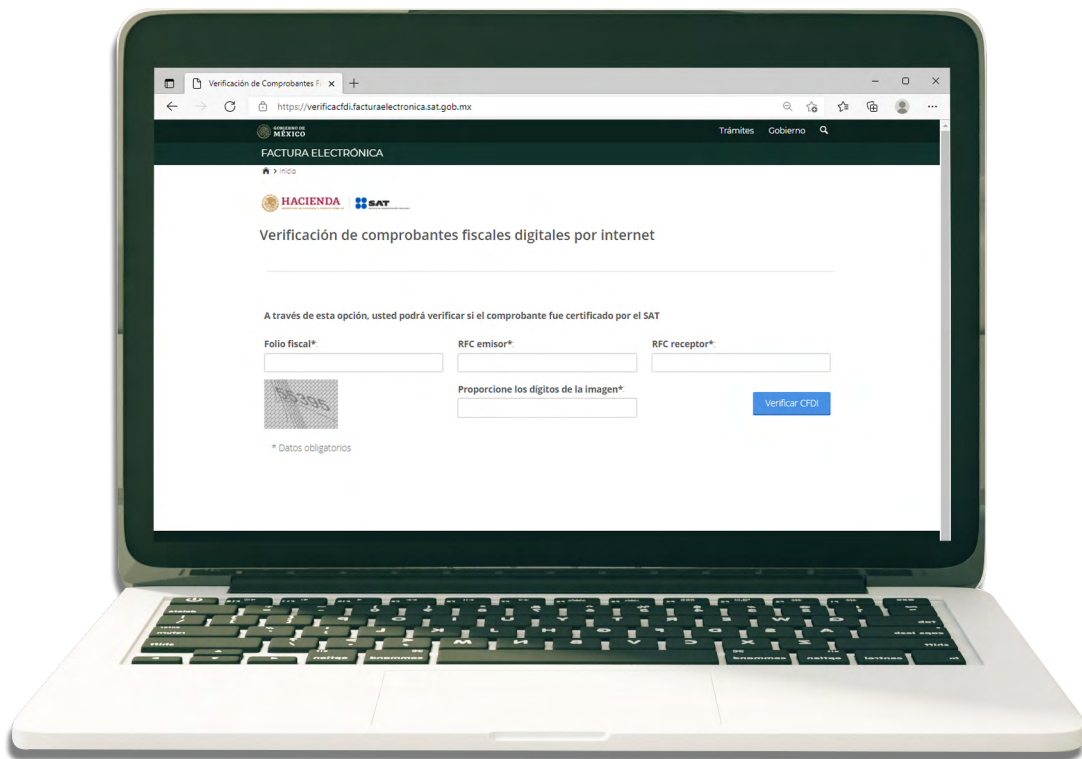 Verificación de Comprobantes Fi
https://verificacfdi.facturaelectronica.sat.gob.mx
GOBIERNO DE
MÉXICO
Trámites Gobierno
FACTURA ELECTRÓNICA
> Inicio
HACIENDA SAT
Verificación de comprobantes fiscales digitales por internet
A través de esta opción, usted podrá verificar si el comprobante fue certificado por el SAT
Folio fiscal*: RFC emisor*: RFC receptor*:
55395
Proporcione los dígitos de la imagen*:
Verificar CFDI
* Datos obligatorios